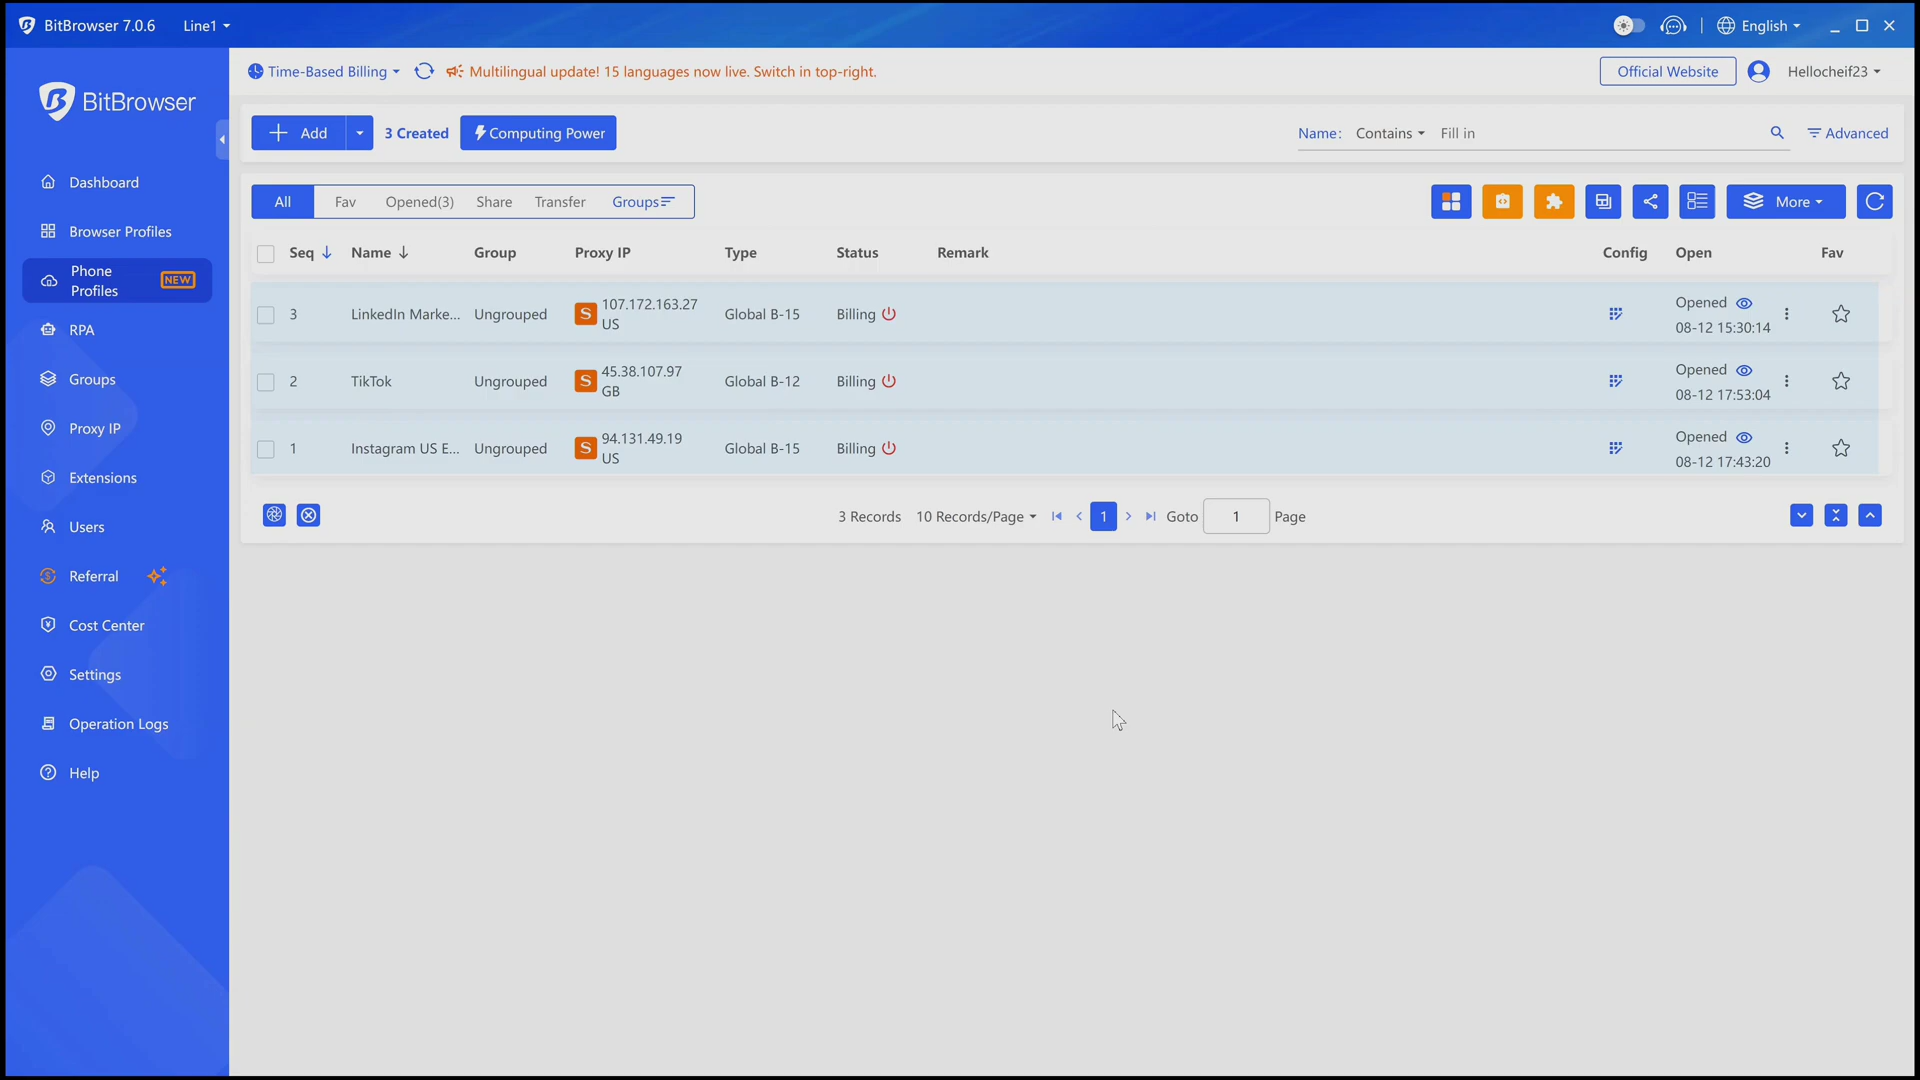 BitBrowser 7.0.6 Line1 English
BitBrowser
Time-Based Billing Multilingual update! 15 languages now live. Switch in top-right. Official Website Hellocheif23
Add 3 Created Computing Power Name: Contains Fill in Advanced
Dashboard
Browser Profiles
Phone
Profiles NEW
RPA
Groups
Proxy IP
Extensions
Users
Referral
Cost Center
Settings
Operation Logs
Help
All Fav Opened(3) Share Transfer Groups More
Seq Name Group Proxy IP Type Status Remark Config Open Fav
3 LinkedIn Marke... Ungrouped S 107.172.163.27 Global B-15 Billing Opened
US 08-12 15:30:14
2 TikTok Ungrouped S 45.38.107.97 Global B-12 Billing Opened
GB 08-12 17:53:04
1 Instagram US E... Ungrouped S 94.131.49.19 Global B-15 Billing Opened
US 08-12 17:43:20
3 Records 10 Records/Page 1 Goto 1 Page